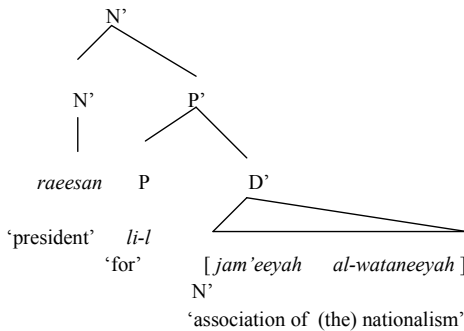 N’
N’ P’
raeesan P D’
‘president’ li-l
‘for’ [ jam’eeyah al-wataneeyah ]
N’
‘association of (the) nationalism’